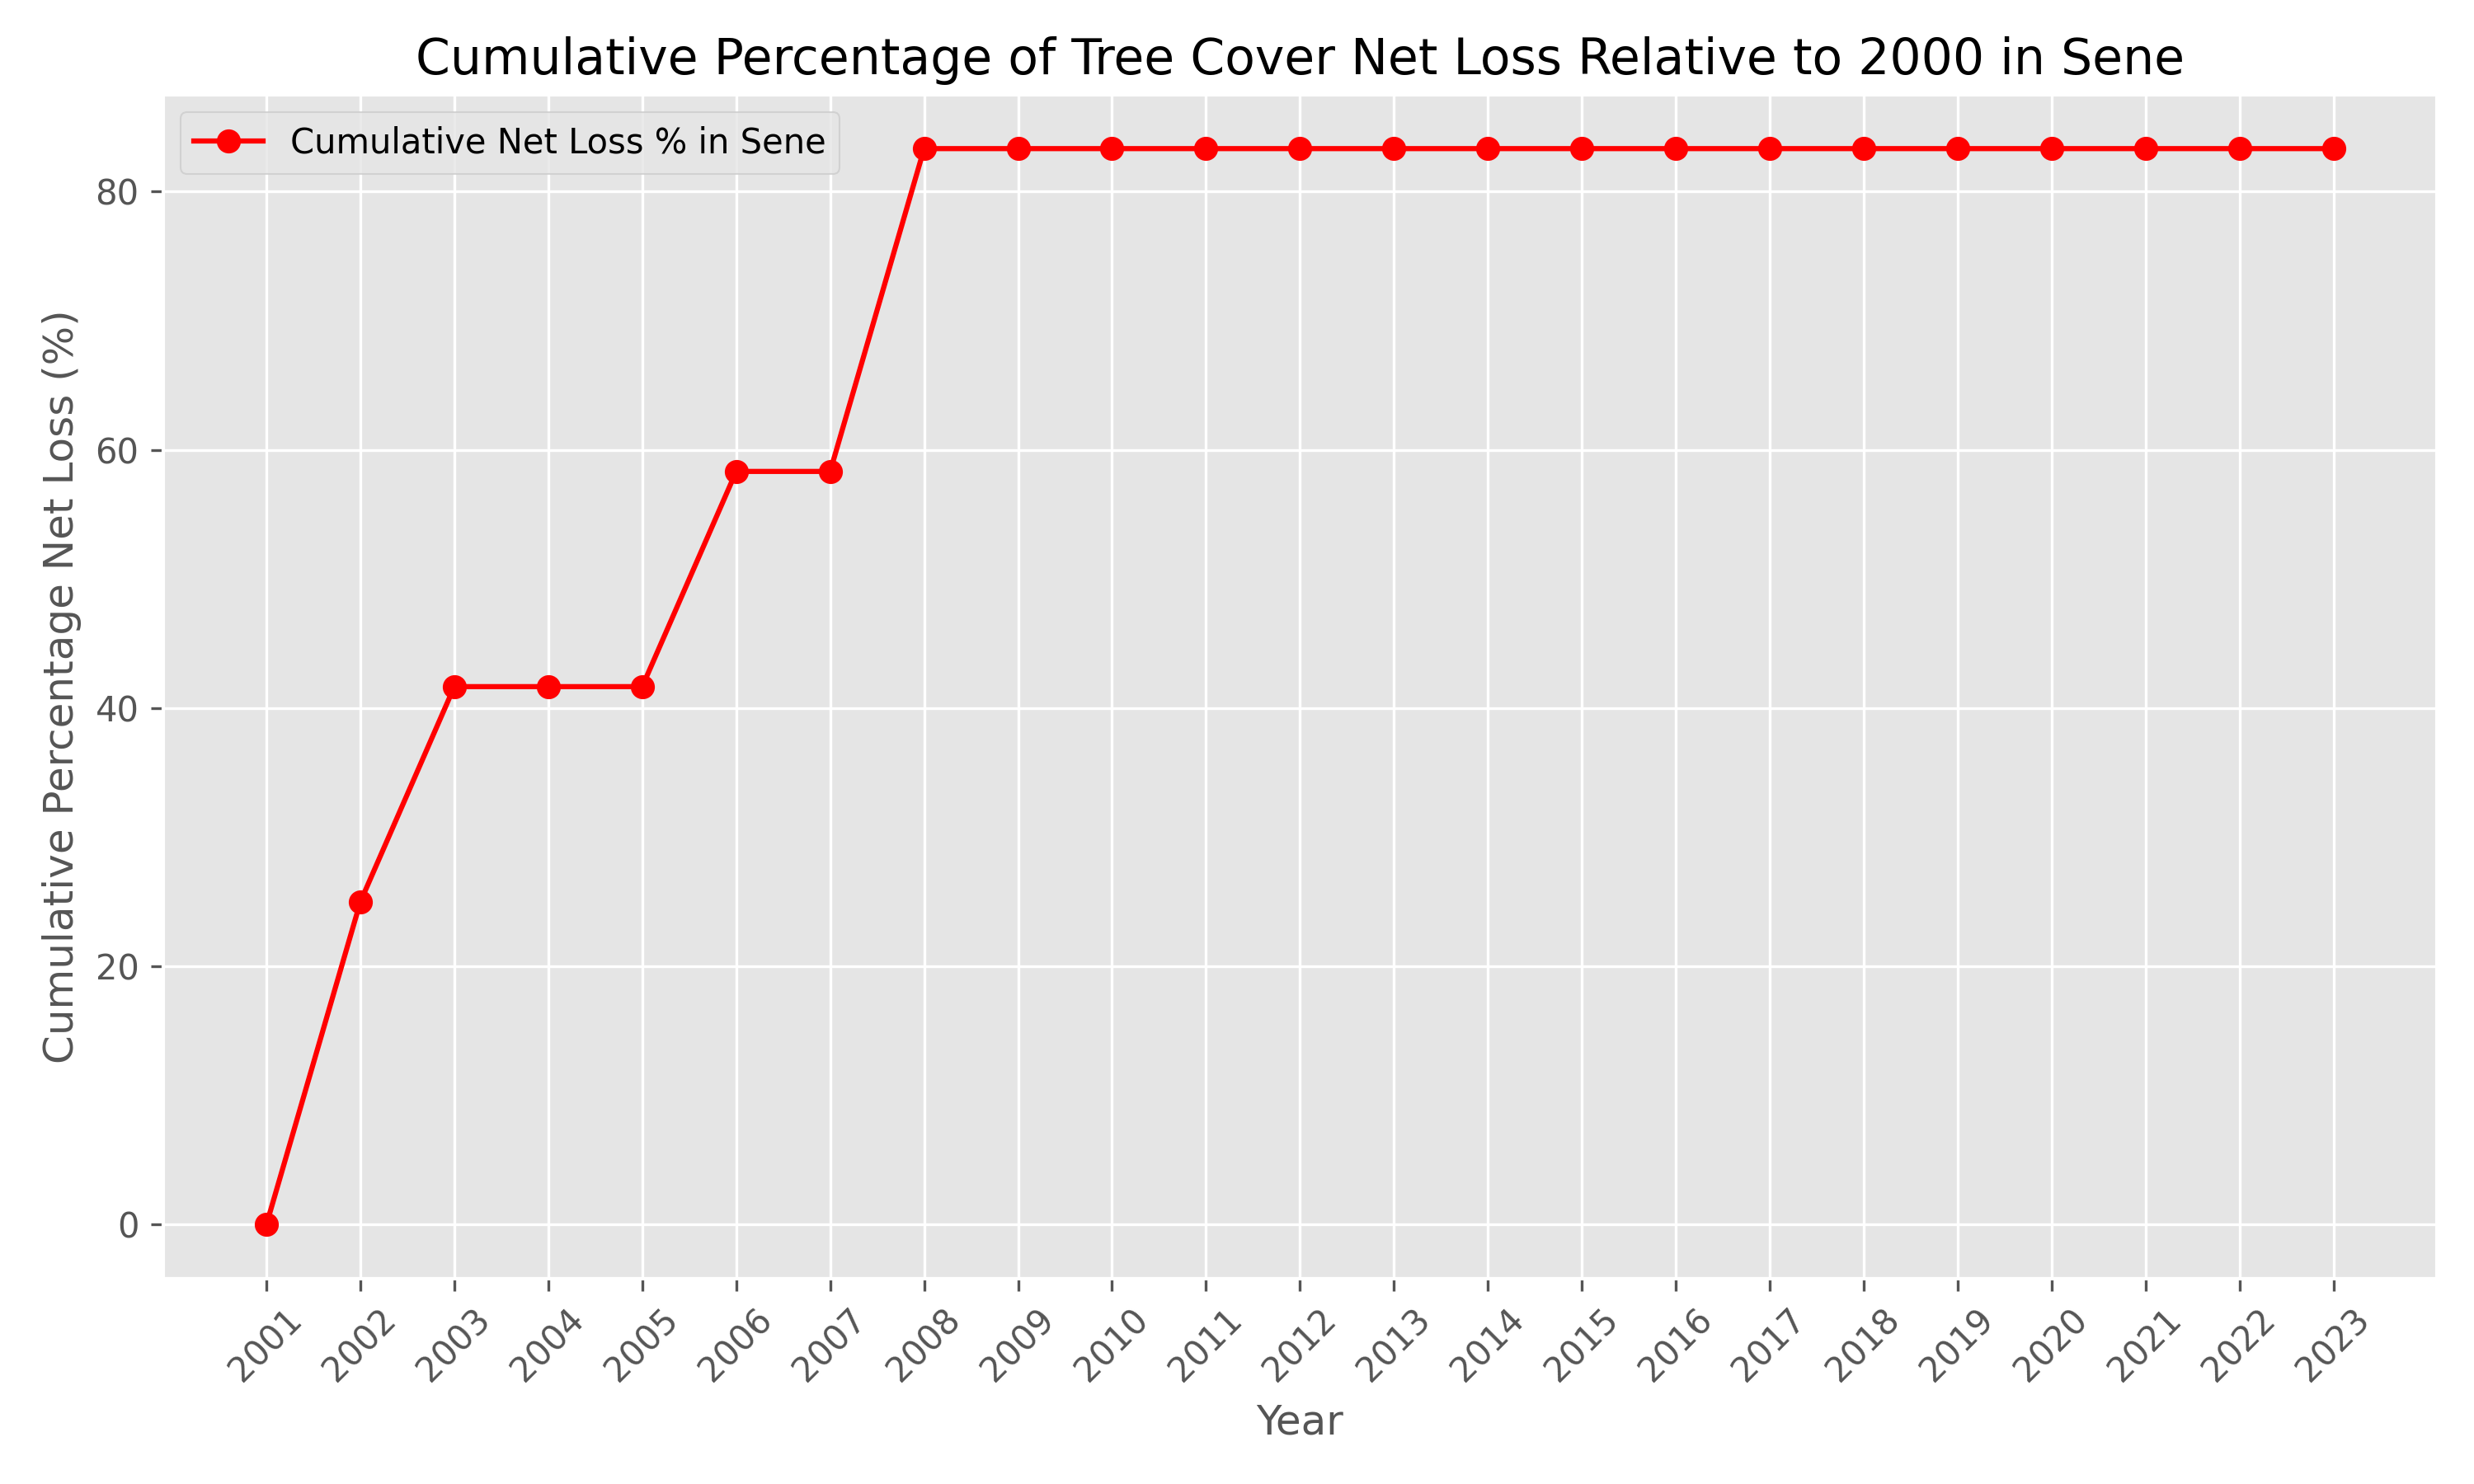 Cumulative Percentage of Tree Cover Net Loss Relative to 2000 in Sene
Cumulative Net Loss % in Sene
Cumulative Percentage Net Loss (%)
80
60
40
20
0
2001 2002 2003 2004 2005 2006 2007 2008 2009 2010 2011 2012 2013 2014 2015 2016 2017 2018 2019 2020 2021 2022 2023
Year